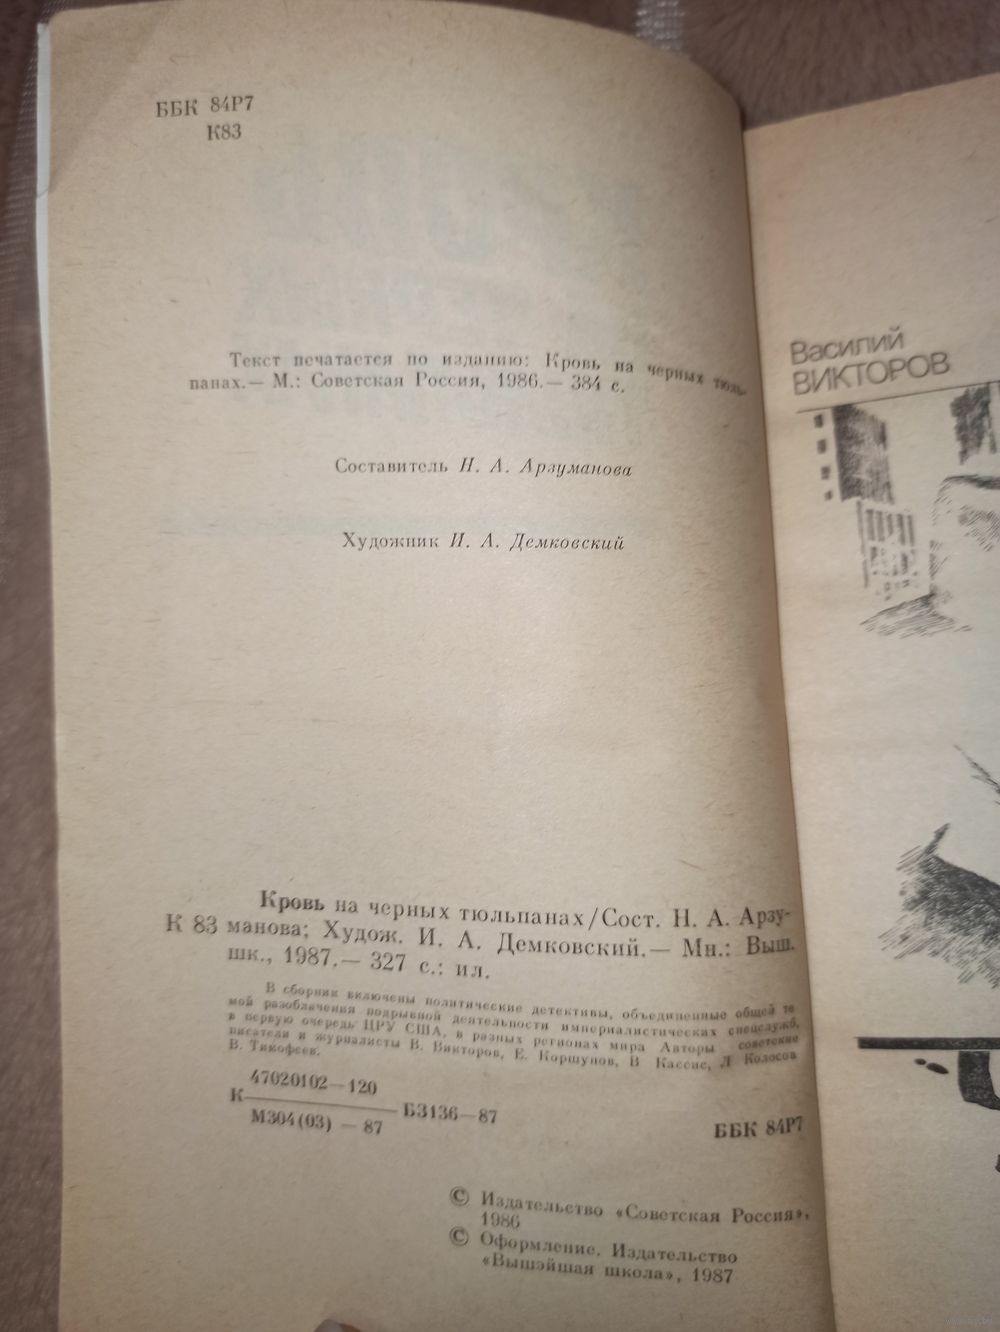 ББК 84Р7
К83
Текст печатается по изданию: Кровь на черных тюль-
панах.— М.: Советская Россия, 1986.— 384 с.
Составитель Н. А. Арзуманова
Художник И. А. Демковский
Кровь на черных тюльпанах/Сост. Н. А. Арзу-
К 83 манова; Худож. И. А. Демковский.— Мн.: Выш.
шк., 1987.— 327 с.: ил.
В сборник включены политические детективы, объединенные общей те
мой разоблачения подрывной деятельности империалистических спецслужб,
в первую очередь ЦРУ США, в разных регионах мира Авторы советские
писатели и журналисты В. Викторов, Е. Коршунов, В Кассис, Л Колосов
В. Тимофеев.
47020102—120
К
БЗ136—87
М304(03) — 87
ББК 84Р7
© Издательство «Советская Россия»,
1986
© Оформление. Издательство
«Вышэйшая школа», 1987
Василий
ВИКТОРОВ